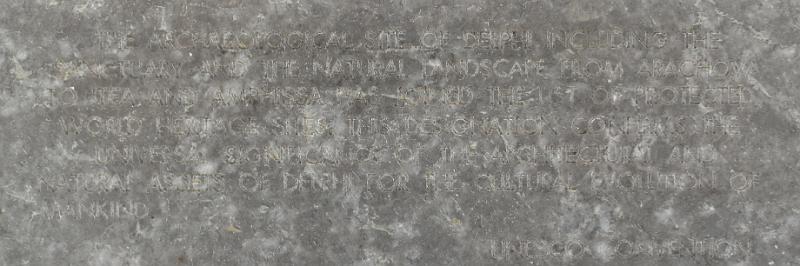 THE ARCHAEOLOGICAL SITE OF DELPHI INCLUDING THE
SANCTUARY AND THE NATURAL LANDSCAPE FROM ARACHOVA
TO ITEA AND AMPHISSA HAS JOINED THE LIST OF PROTECTED
"WORLD HERITAGE SITES. THIS DESIGNATION CONFIRMS THE
UNIVERSAL SIGNIFICANCE OF THE ARCHITECTURAL AND
NATURAL ASSETS OF DELPHI FOR THE CULTURAL EVOLUTION OF
MANKIND
UNESCO CONVENTION